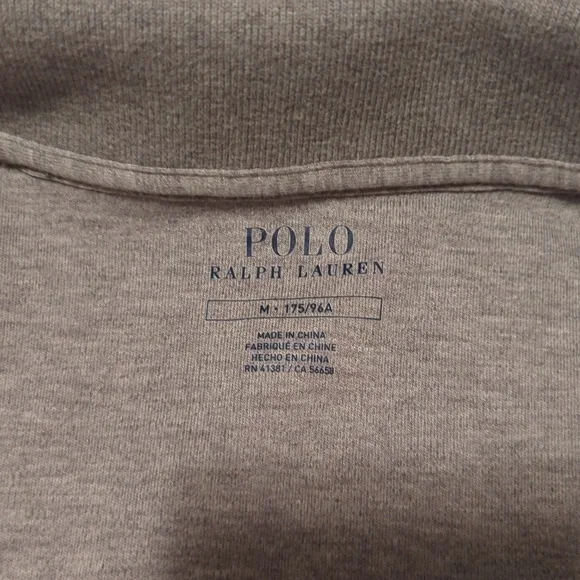 POLO
RALPH LAUREN
M • 175/96A
MADE IN CHINA
FABRIQUÉ EN CHINE
HECHO EN CHINA
RN 41381 / CA 56658